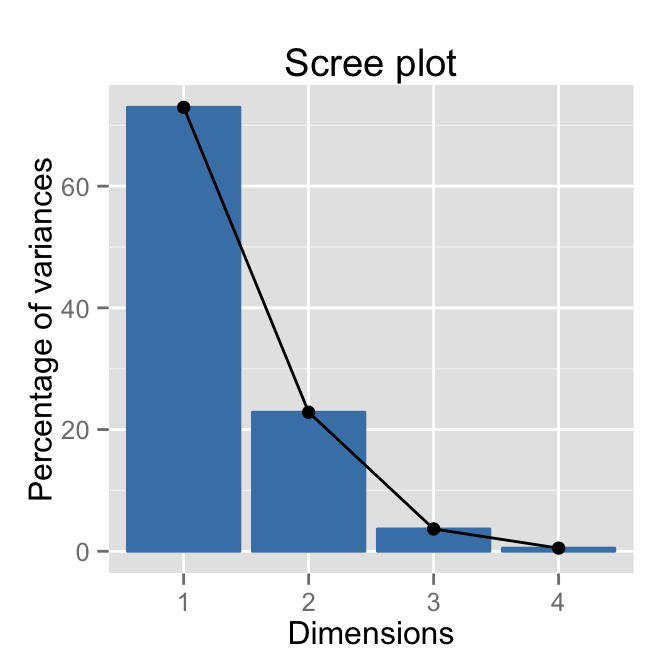 Scree plot
Percentage of variances
60
40
20
0
1 2 3 4
Dimensions